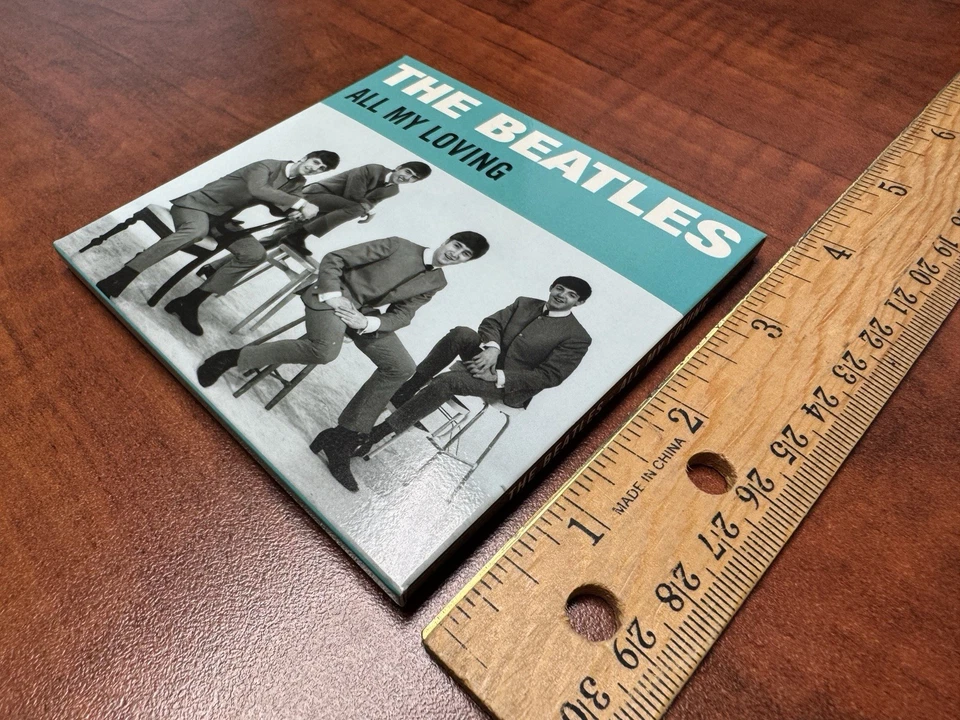 THE BEATLES
ALL MY LOVING
THE BEATLES ALL MY LOVING
1 2 3 4 5 6
MADE IN CHINA
19 20 21 22 23 24 25 26 27 28 29 30